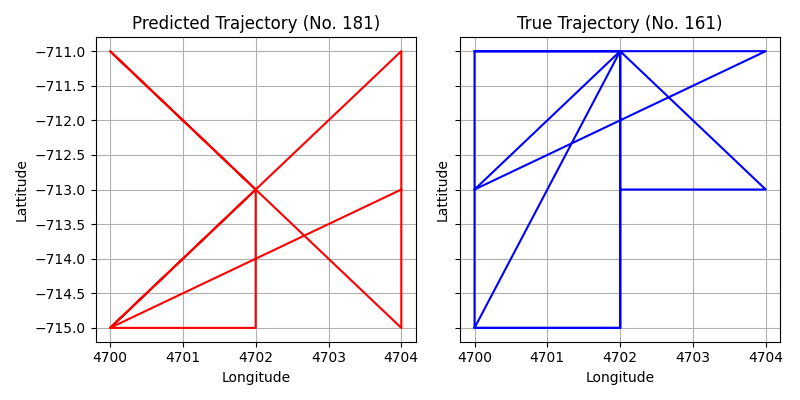 Predicted Trajectory (No. 181)
True Trajectory (No. 161)
−711.0
−711.5
−712.0
−712.5
−713.0
−713.5
−714.0
−714.5
−715.0
Lattitude
Lattitude
4700 4701 4702 4703 4704
4700 4701 4702 4703 4704
Longitude
Longitude